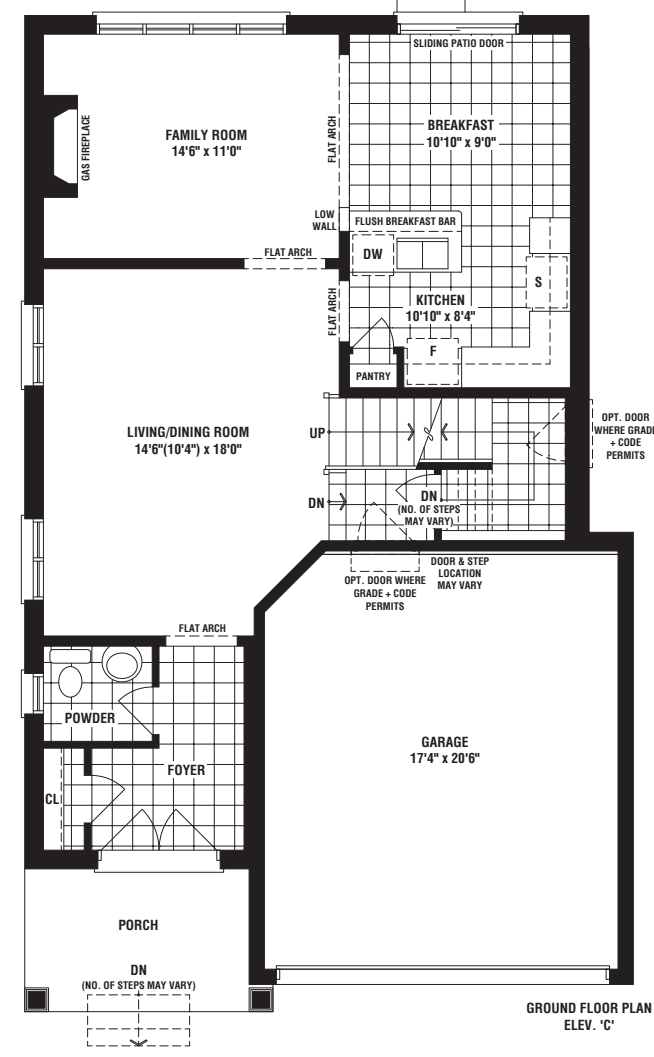 SLIDING PATIO DOOR
GAS FIREPLACE
FAMILY ROOM
14'6" x 11'0"
FLAT ARCH
BREAKFAST
10'10" x 9'0"
LOW
WALL
FLUSH BREAKFAST BAR
DW
FLAT ARCH
S
FLAT ARCH
KITCHEN
10'10" x 8'4"
F
PANTRY
LIVING/DINING ROOM
14'6"(10'4") x 18'0"
UP
OPT. DOOR
WHERE GRADE
+ CODE
PERMITS
DN
DN
(NO. OF STEPS
MAY VARY)
OPT. DOOR WHERE
GRADE + CODE
PERMITS
DOOR & STEP
LOCATION
MAY VARY
FLAT ARCH
POWDER
FOYER
CL
GARAGE
17'4" x 20'6"
PORCH
DN
(NO. OF STEPS MAY VARY)
GROUND FLOOR PLAN
ELEV. 'C'